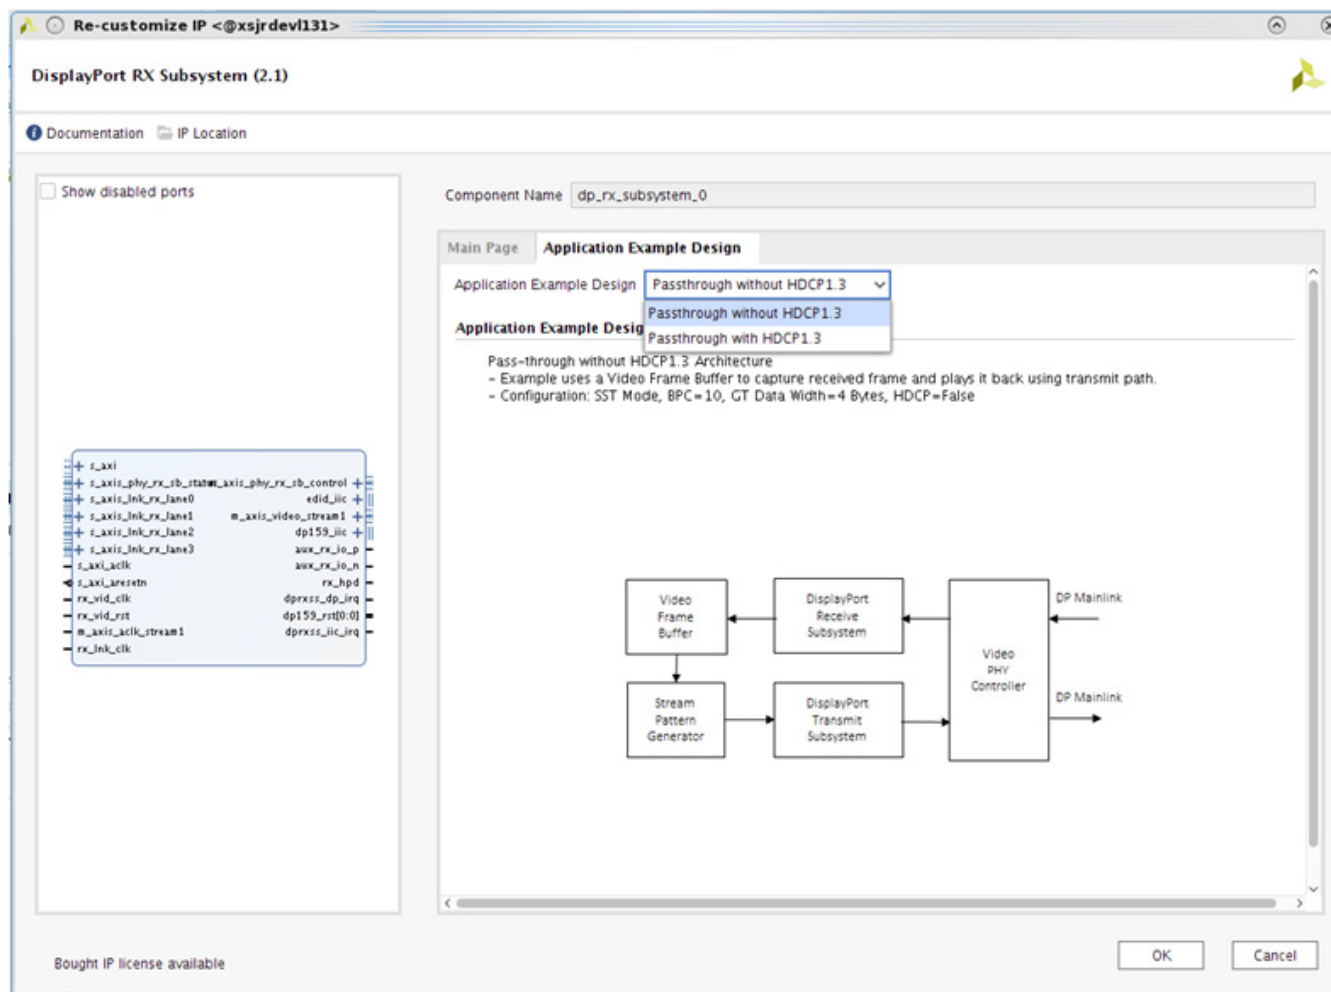 Re-customize IP <@xsjrdevl131>
DisplayPort RX Subsystem (2.1)
Documentation IP Location
Show disabled ports
Component Name dp_rx_subsystem_0
Main Page Application Example Design
Application Example Design Passthrough without HDCP1.3
Passthrough without HDCP1.3
Passthrough with HDCP1.3
Application Example Desig
Pass-through without HDCP1.3 Architecture
- Example uses a Video Frame Buffer to capture received frame and plays it back using transmit path.
- Configuration: SST Mode, BPC=10, GT Data Width=4 Bytes, HDCP=False
s_axi
s_axis_phy_rx_sb_status
s_axis_lnk_rx_lane0
s_axis_lnk_rx_lane1
s_axis_lnk_rx_lane2
s_axis_lnk_rx_lane3
s_axi_aclk
s_axi_aresetn
rx_vid_clk
rx_vid_rst
m_axis_aclk_stream1
rx_lnk_clk
m_axis_phy_rx_sb_control
edid_iic
m_axis_video_stream1
dp159_iic
aux_rx_io_p
aux_rx_io_n
rx_hpd
dprxss_dp_irq
dp159_rst[0:0]
dprxss_iic_irq
Video
Frame
Buffer
DisplayPort
Receive
Subsystem
Video
PHY
Controller
DP Mainlink
Stream
Pattern
Generator
DisplayPort
Transmit
Subsystem
DP Mainlink
Bought IP license available
OK
Cancel